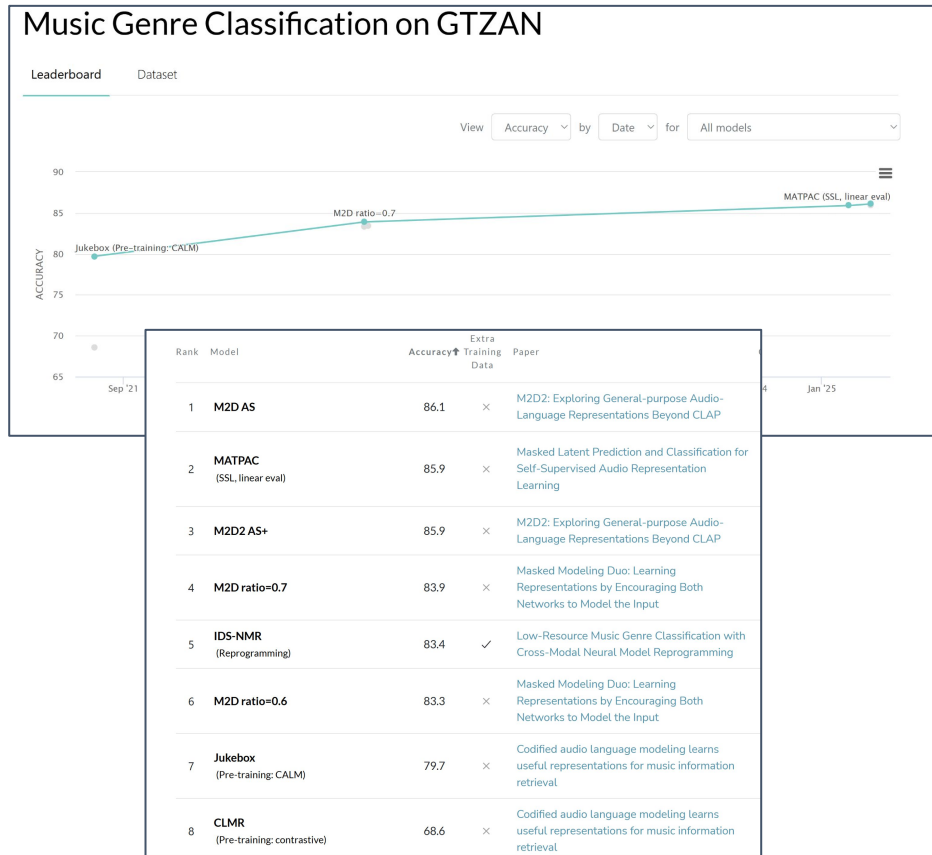 Music Genre Classification on GTZAN
Leaderboard Dataset
View Accuracy by Date for All models
90
85
80
75
70
65
ACCURACY
Jukebox (Pre-training: CALM)
M2D ratio=0.7
MATPAC (SSL, linear eval)
Sep '21
4
Jan '25
Extra
Rank Model Accuracy Training Paper
Data
1 M2D AS 86.1 × M2D2: Exploring General-purpose Audio-
Language Representations Beyond CLAP
2 MATPAC 85.9 × Masked Latent Prediction and Classification for
(SSL, linear eval) Self-Supervised Audio Representation
Learning
3 M2D2 AS+ 85.9 × M2D2: Exploring General-purpose Audio-
Language Representations Beyond CLAP
4 M2D ratio=0.7 83.9 × Masked Modeling Duo: Learning
Representations by Encouraging Both
Networks to Model the Input
5 IDS-NMR 83.4 ✓ Low-Resource Music Genre Classification with
(Reprogramming) Cross-Modal Neural Model Reprogramming
6 M2D ratio=0.6 83.3 × Masked Modeling Duo: Learning
Representations by Encouraging Both
Networks to Model the Input
7 Jukebox 79.7 × Codified audio language modeling learns
(Pre-training: CALM) useful representations for music information
retrieval
8 CLMR 68.6 × Codified audio language modeling learns
(Pre-training: contrastive) useful representations for music information
retrieval